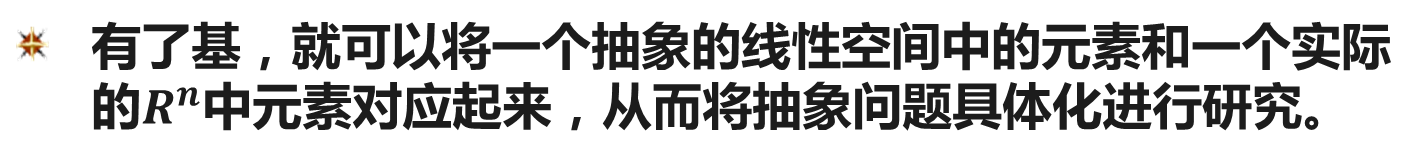 有了基，就可以将一个抽象的线性空间中的元素和一个实际
的Rⁿ中元素对应起来，从而将抽象问题具体化进行研究。